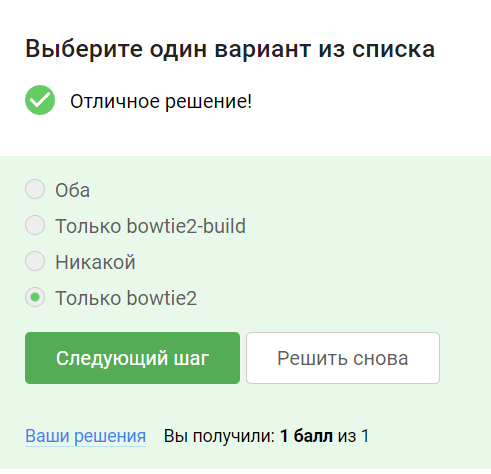 Выберите один вариант из списка
Отличное решение!
Оба
Только bowtie2-build
Никакой
Только bowtie2
Следующий шаг
Решить снова
Ваши решения Вы получили: 1 балл из 1